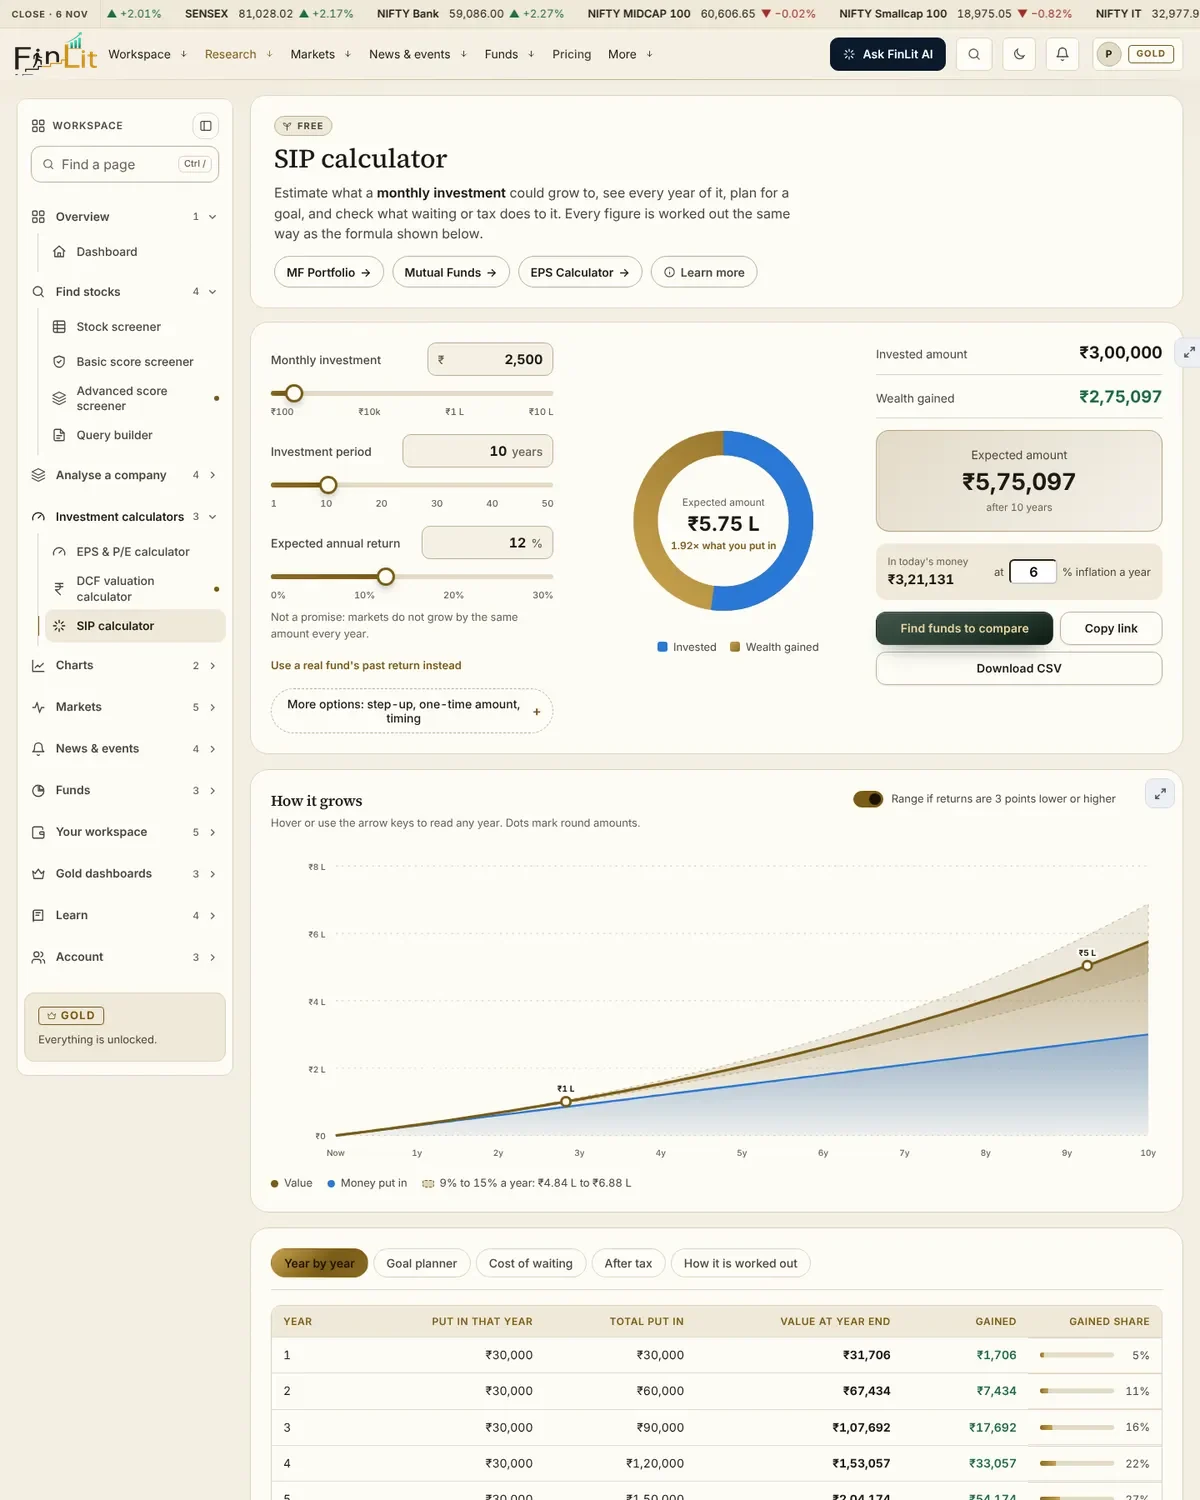 CLOSE · 6 NOV ▲ +2.01% SENSEX 81,028.02 ▲ +2.17% NIFTY Bank 59,086.00 ▲ +2.27% NIFTY MIDCAP 100 60,606.65 ▼ −0.02% NIFTY Smallcap 100 18,975.05 ▼ −0.82% NIFTY IT 32,977.9
FinLit Workspace Research Markets News & events Funds Pricing More Ask FinLit AI P GOLD
WORKSPACE
Find a page Ctrl /
Overview 1
Dashboard
Find stocks 4
Stock screener
Basic score screener
Advanced score
screener
Query builder
Analyse a company 4
Investment calculators 3
EPS & P/E calculator
DCF valuation
calculator
SIP calculator
Charts 2
Markets 5
News & events 4
Funds 3
Your workspace 5
Gold dashboards 3
Learn 4
Account 3
GOLD
Everything is unlocked.
FREE
SIP calculator
Estimate what a monthly investment could grow to, see every year of it, plan for a
goal, and check what waiting or tax does to it. Every figure is worked out the same
way as the formula shown below.
MF Portfolio → Mutual Funds → EPS Calculator → Learn more
Monthly investment ₹ 2,500
₹100 ₹10k ₹1 L ₹10 L
Investment period 10 years
1 10 20 30 40 50
Expected annual return 12 %
0% 10% 20% 30%
Not a promise: markets do not grow by the same
amount every year.
Use a real fund's past return instead
More options: step-up, one-time amount,
timing +
Expected amount
₹5.75 L
1.92× what you put in
Invested Wealth gained
Invested amount ₹3,00,000
Wealth gained ₹2,75,097
Expected amount
₹5,75,097
after 10 years
In today's money
₹3,21,131
at 6 % inflation a year
Find funds to compare Copy link
Download CSV
How it grows
Range if returns are 3 points lower or higher
Hover or use the arrow keys to read any year. Dots mark round amounts.
₹8 L
₹6 L
₹5 L
₹4 L
₹2 L
₹1 L
₹0
Now 1y 2y 3y 4y 5y 6y 7y 8y 9y 10y
Value Money put in 9% to 15% a year: ₹4.84 L to ₹6.88 L
Year by year Goal planner Cost of waiting After tax How it is worked out
YEAR PUT IN THAT YEAR TOTAL PUT IN VALUE AT YEAR END GAINED GAINED SHARE
1 ₹30,000 ₹30,000 ₹31,706 ₹1,706 5%
2 ₹30,000 ₹60,000 ₹67,434 ₹7,434 11%
3 ₹30,000 ₹90,000 ₹1,07,692 ₹17,692 16%
4 ₹30,000 ₹1,20,000 ₹1,53,057 ₹33,057 22%
5 ₹30,000 ₹1,50,000 ₹2,04,174 ₹54,174 27%